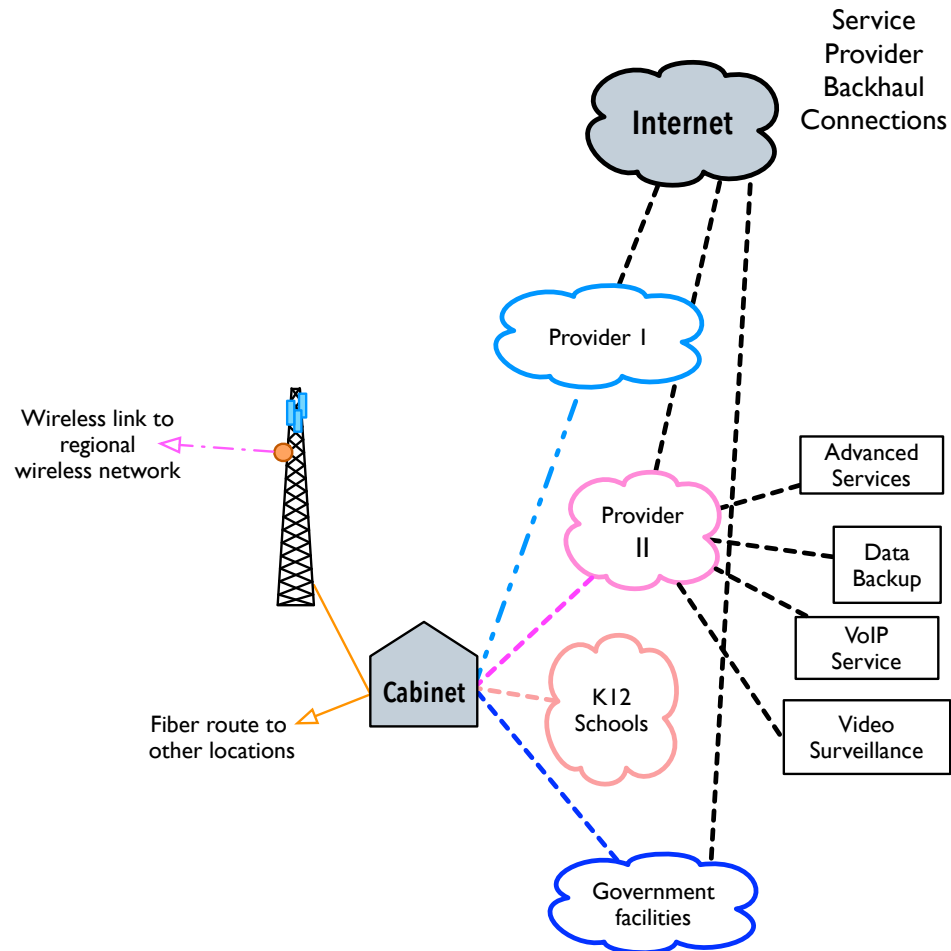 Service
Provider
Backhaul
Connections
Internet
Provider 1
Wireless link to
regional
wireless network
Advanced
Services
Provider
II
Data
Backup
VoIP
Service
K12
Schools
Cabinet
Video
Surveillance
Fiber route to
other locations
Government
facilities